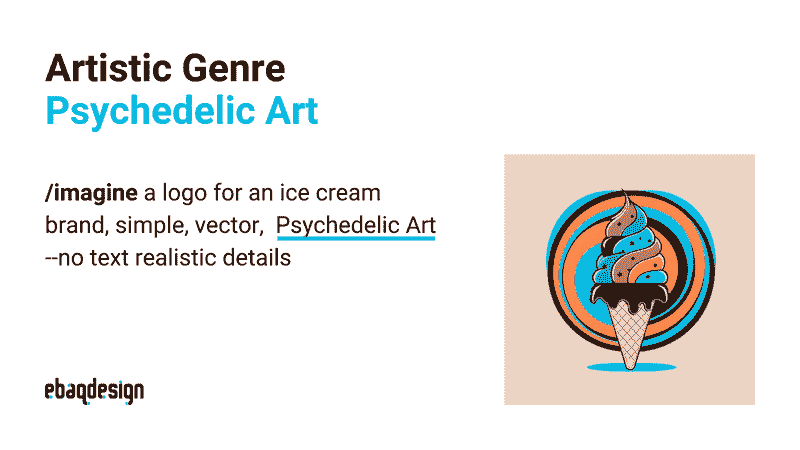 Artistic Genre
Psychedelic Art
/imagine a logo for an ice cream
brand, simple, vector, Psychedelic Art
--no text realistic details
ebaqdesign